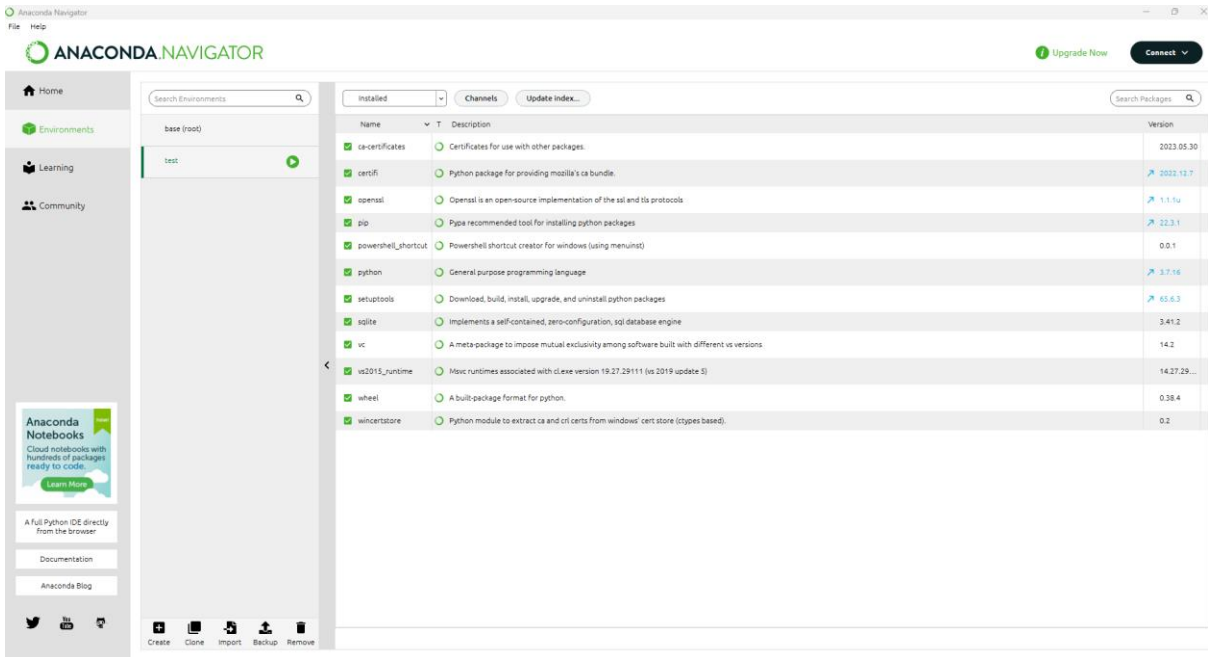 Anaconda Navigator
File Help
ANACONDA.NAVIGATOR
i Upgrade Now
Connect
Home
Environments
Learning
Community
Search Environments
base (root)
test
Installed
Channels
Update index...
Search Packages
Name T Description Version
ca-certificates Certificates for use with other packages. 2023.05.30
certifi Python package for providing mozilla's ca bundle. 2022.12.7
openssl Openssl is an open-source implementation of the ssl and tls protocols 1.1.1u
pip Pypa recommended tool for installing python packages 22.3.1
powershell_shortcut Powershell shortcut creator for windows (using menuinst) 0.0.1
python General purpose programming language 3.7.16
setuptools Download, build, install, upgrade, and uninstall python packages 65.6.3
sqlite Implements a self-contained, zero-configuration, sql database engine 3.41.2
vc A meta-package to impose mutual exclusivity among software built with different vs versions 14.2
vs2015_runtime Msvc runtimes associated with cl.exe version 19.27.29111 (vs 2019 update 5) 14.27.29...
wheel A built-package format for python. 0.38.4
wincertstore Python module to extract ca and crl certs from windows' cert store (ctypes based). 0.2
Anaconda
Notebooks
Cloud notebooks with
hundreds of packages
ready to code.
Learn More
A Full Python IDE directly
from the browser
Documentation
Anaconda Blog
You
Tube
Create Clone Import Backup Remove